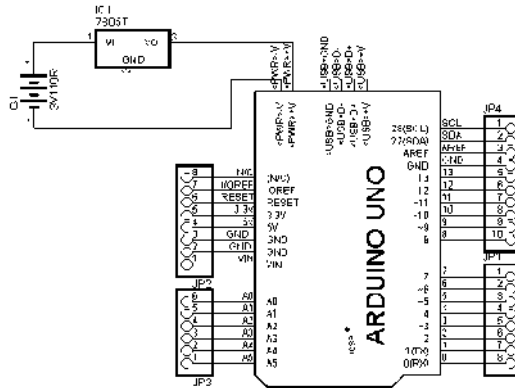 IC1
7805T
1 VI VO 3
GND
G1
<PWR>-V
<PWR>+V
<USB>GND
<USB>D-
<USB>D+
<USB>+V
<PWR>-V
<PWR>+V
<USB>GND
<USB>D-
<USB>D+
<USB>+V
ARDUINO UNO
JP4
28(SCL) SCL 1
27(SDA) SDA 2
AREF AREF 3
GND GND 4
13 13 5
12 12 6
~11 11 7
~10 10 8
~9 9 9
8 8 10
JP1
7 7 1
~6 6 2
~5 5 3
4 4 4
~3 3 5
2 2 6
1(TX) 1 7
0(RX) 0 8
8 N/C (N/C)
7 I/OREF IOREF
6 RESET RESET
5 3.3V 3.3V
4 5V 5V
3 GND GND
2 GND GND
1 VIN VIN
JP2
6 A0 A0
5 A1 A1
4 A2 A2
3 A3 A3
2 A4 A4
1 A5 A5
JP3